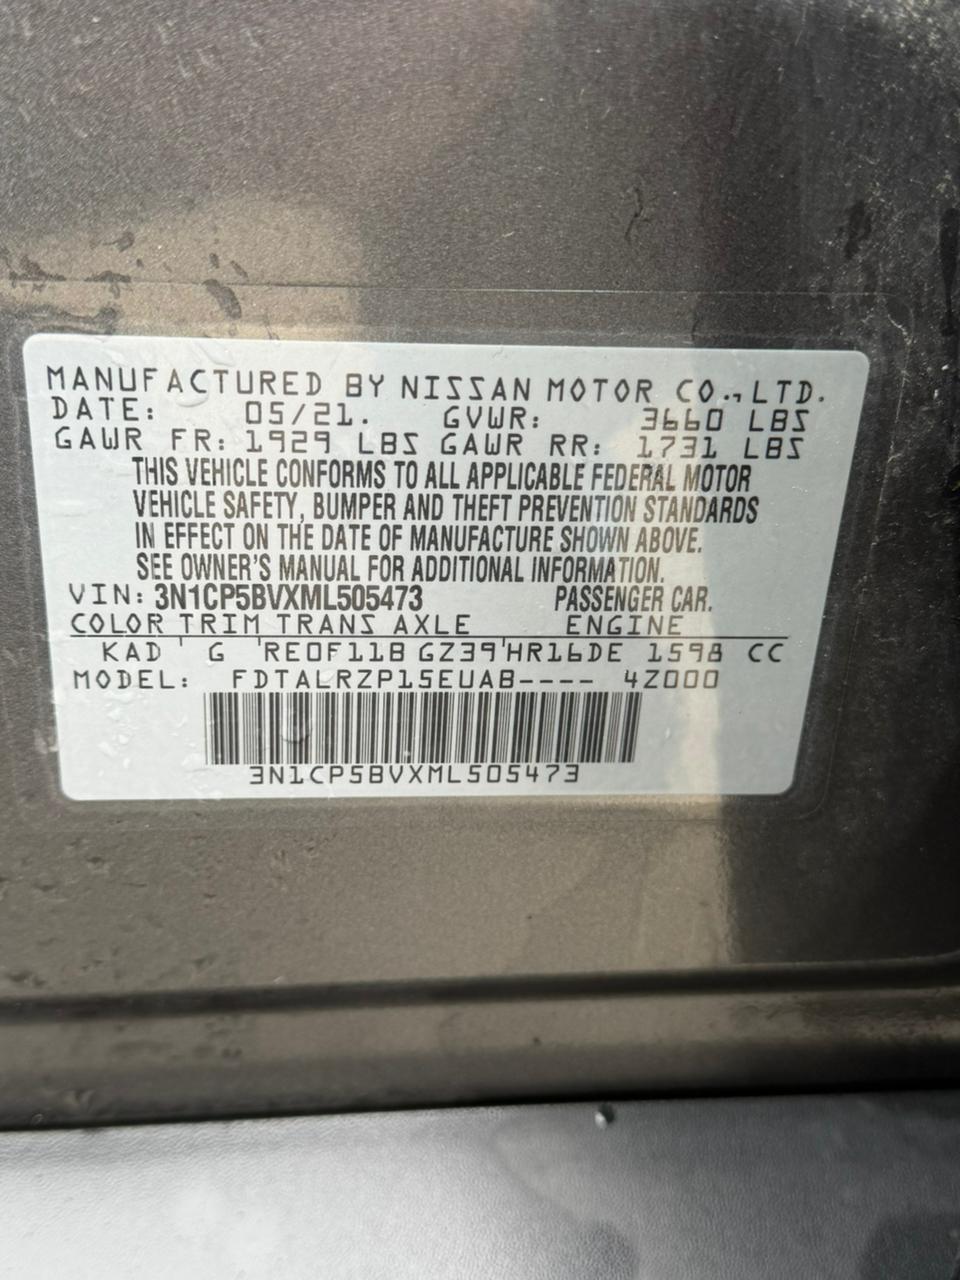 MANUFACTURED BY NISSAN MOTOR CO.,LTD.
DATE: 05/21. GVWR: 3660 LBS
GAWR FR: 1929 LBS GAWR RR: 1731 LBS
THIS VEHICLE CONFORMS TO ALL APPLICABLE FEDERAL MOTOR
VEHICLE SAFETY, BUMPER AND THEFT PREVENTION STANDARDS
IN EFFECT ON THE DATE OF MANUFACTURE SHOWN ABOVE.
SEE OWNER'S MANUAL FOR ADDITIONAL INFORMATION.
VIN: 3N1CP5BVXML505473 PASSENGER CAR.
COLOR TRIM TRANS AXLE ENGINE
KAD G RE0F11B GZ39 HR16DE 1598 CC
MODEL: FDTALRZP15EUAB---- 4Z000
3N1CP5BVXML505473